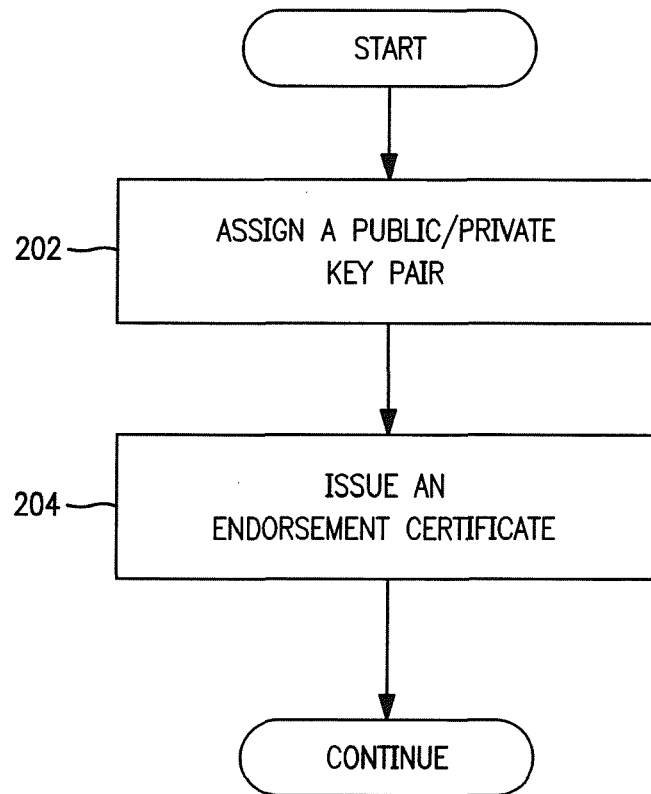 START
202
ASSIGN A PUBLIC/PRIVATE
KEY PAIR
204
ISSUE AN
ENDORSEMENT CERTIFICATE
CONTINUE